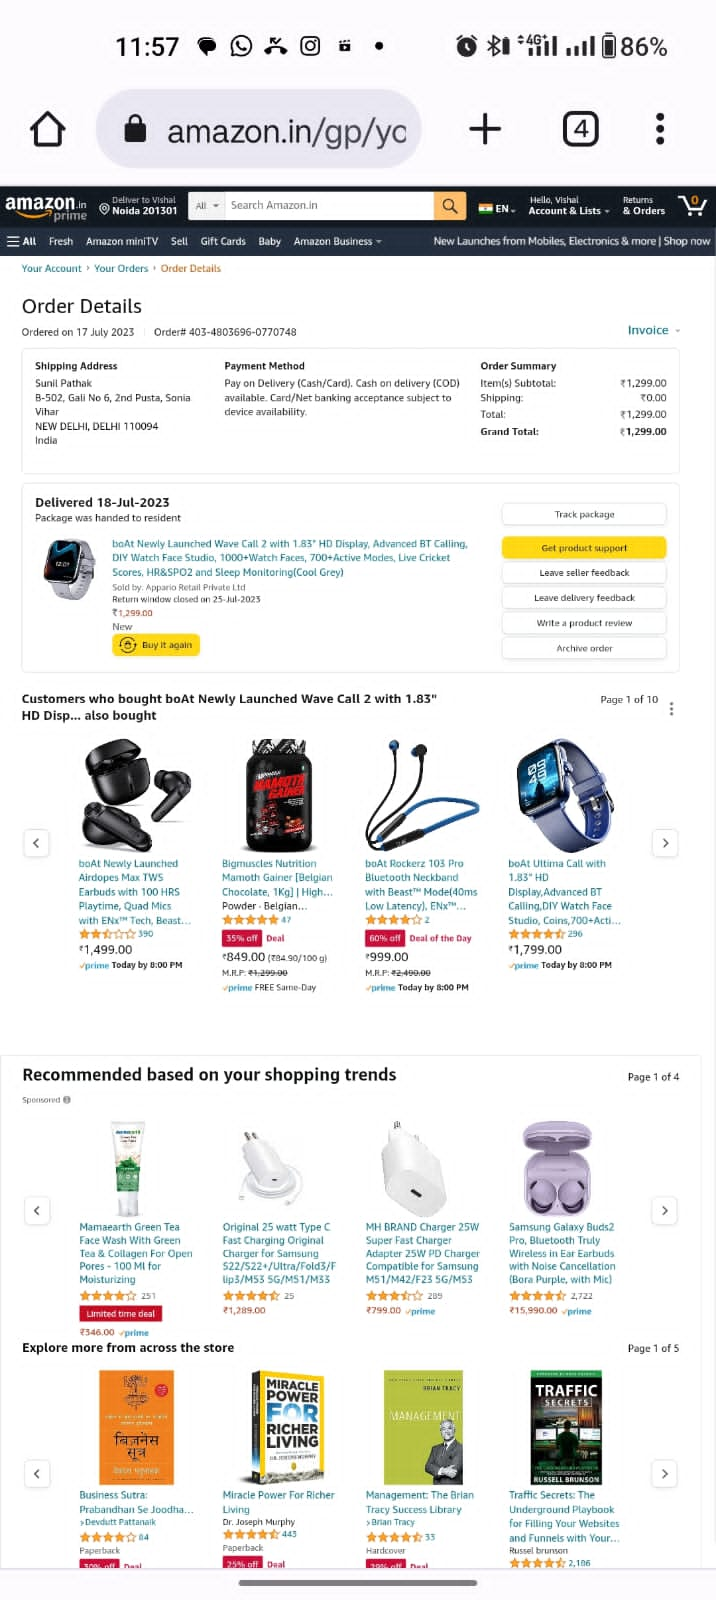 11:57
4G+
86%
amazon.in/gp/yc
4
amazon.in
prime
Deliver to Vishal
Noida 201301
All
Search Amazon.in
EN
Hello, Vishal
Account & Lists
Returns
& Orders
0
All
Fresh
Amazon miniTV
Sell
Gift Cards
Baby
Amazon Business
New Launches from Mobiles, Electronics & more | Shop now
Your Account › Your Orders › Order Details
Order Details
Ordered on 17 July 2023
Order# 403-4803696-0770748
Invoice
Shipping Address
Sunil Pathak
B-502, Gali No 6, 2nd Pusta, Sonia
Vihar
NEW DELHI, DELHI 110094
India
Payment Method
Pay on Delivery (Cash/Card). Cash on delivery (COD)
available. Card/Net banking acceptance subject to
device availability.
Order Summary
Item(s) Subtotal: ₹1,299.00
Shipping: ₹0.00
Total: ₹1,299.00
Grand Total: ₹1,299.00
Delivered 18-Jul-2023
Package was handed to resident
boAt Newly Launched Wave Call 2 with 1.83" HD Display, Advanced BT Calling,
DIY Watch Face Studio, 1000+Watch Faces, 700+Active Modes, Live Cricket
Scores, HR&SPO2 and Sleep Monitoring(Cool Grey)
Sold by: Appario Retail Private Ltd
Return window closed on 25-Jul-2023
₹1,299.00
New
Buy it again
Track package
Get product support
Leave seller feedback
Leave delivery feedback
Write a product review
Archive order
Customers who bought boAt Newly Launched Wave Call 2 with 1.83"
HD Disp... also bought
Page 1 of 10
boAt Newly Launched
Airdopes Max TWS
Earbuds with 100 HRS
Playtime, Quad Mics
with ENx™ Tech, Beast...
390
₹1,499.00
prime Today by 8:00 PM
MAMOTH
GAINER
Bigmuscles Nutrition
Mamoth Gainer [Belgian
Chocolate, 1Kg] | High...
Powder - Belgian...
47
35% off Deal
₹849.00 (₹84.90/100 g)
M.R.P: ₹1,299.00
prime FREE Same-Day
boAt Rockerz 103 Pro
Bluetooth Neckband
with Beast™ Mode(40ms
Low Latency), ENx™...
2
60% off Deal of the Day
₹999.00
M.R.P: ₹2,490.00
prime Today by 8:00 PM
boAt Ultima Call with
1.83" HD
Display,Advanced BT
Calling,DIY Watch Face
Studio, Coins,700+Acti...
296
₹1,799.00
prime Today by 8:00 PM
Recommended based on your shopping trends
Page 1 of 4
Sponsored
Mamaearth Green Tea
Face Wash With Green
Tea & Collagen For Open
Pores - 100 Ml for
Moisturizing
251
Limited time deal
₹346.00 prime
Original 25 watt Type C
Fast Charging Original
Charger for Samsung
S22/S22+/Ultra/Fold3/F
lip3/M53 5G/M51/M33
25
₹1,289.00
MH BRAND Charger 25W
Super Fast Charger
Adapter 25W PD Charger
Compatible for Samsung
M51/M42/F23 5G/M53
289
₹799.00 prime
Samsung Galaxy Buds2
Pro, Bluetooth Truly
Wireless in Ear Earbuds
with Noise Cancellation
(Bora Purple, with Mic)
2,722
₹15,990.00 prime
Explore more from across the store
Page 1 of 5
बिज़नेस
सूत्र
Business Sutra:
Prabandhan Se Joodha...
› Devdutt Pattanaik
84
Paperback
30% off Deal
MIRACLE
POWER
FOR
RICHER
LIVING
DR. JOSEPH MURPHY
Miracle Power For Richer
Living
Dr. Joseph Murphy
443
Paperback
25% off Deal
BRIAN TRACY
MANAGEMENT
Management: The Brian
Tracy Success Library
› Brian Tracy
33
Hardcover
Deal
TRAFFIC
SECRETS
RUSSELL BRUNSON
Traffic Secrets: The
Underground Playbook
for Filling Your Websites
and Funnels with Your...
Russel brunson
2,186